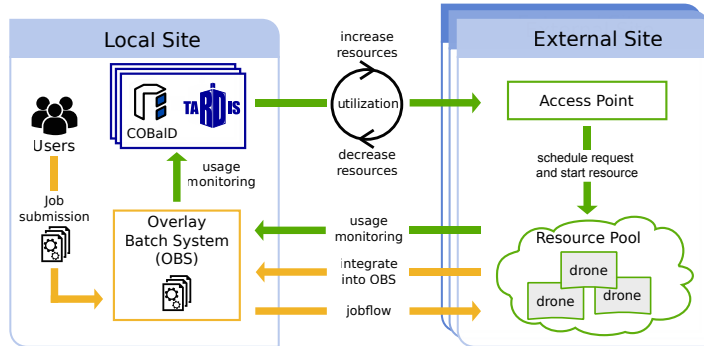 Local Site
External Site
increase
resources
COBalD
TARDIS
utilization
Access Point
Users
decrease
resources
usage
monitoring
schedule request
and start resource
Job
submission
Overlay
Batch System
(OBS)
usage
monitoring
Resource Pool
integrate
into OBS
drone
drone
drone
jobflow